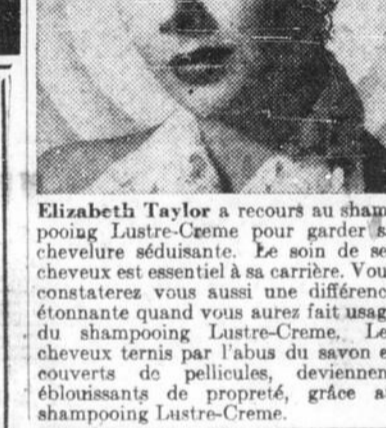 Elizabeth Taylor a recours au sham
pooing Lustre-Creme pour garder s
chevelure séduisante. Le soin de se
cheveux est essentiel à sa carrière. Vou
constaterez vous aussi une différenc
étonnante quand vous aurez fait usag
du shampooing Lustre-Creme. Le
cheveux ternis par l'abus du savon e
couverts de pellicules, deviennen
éblouissants de propreté, grâce a
shampooing Lustre-Creme.